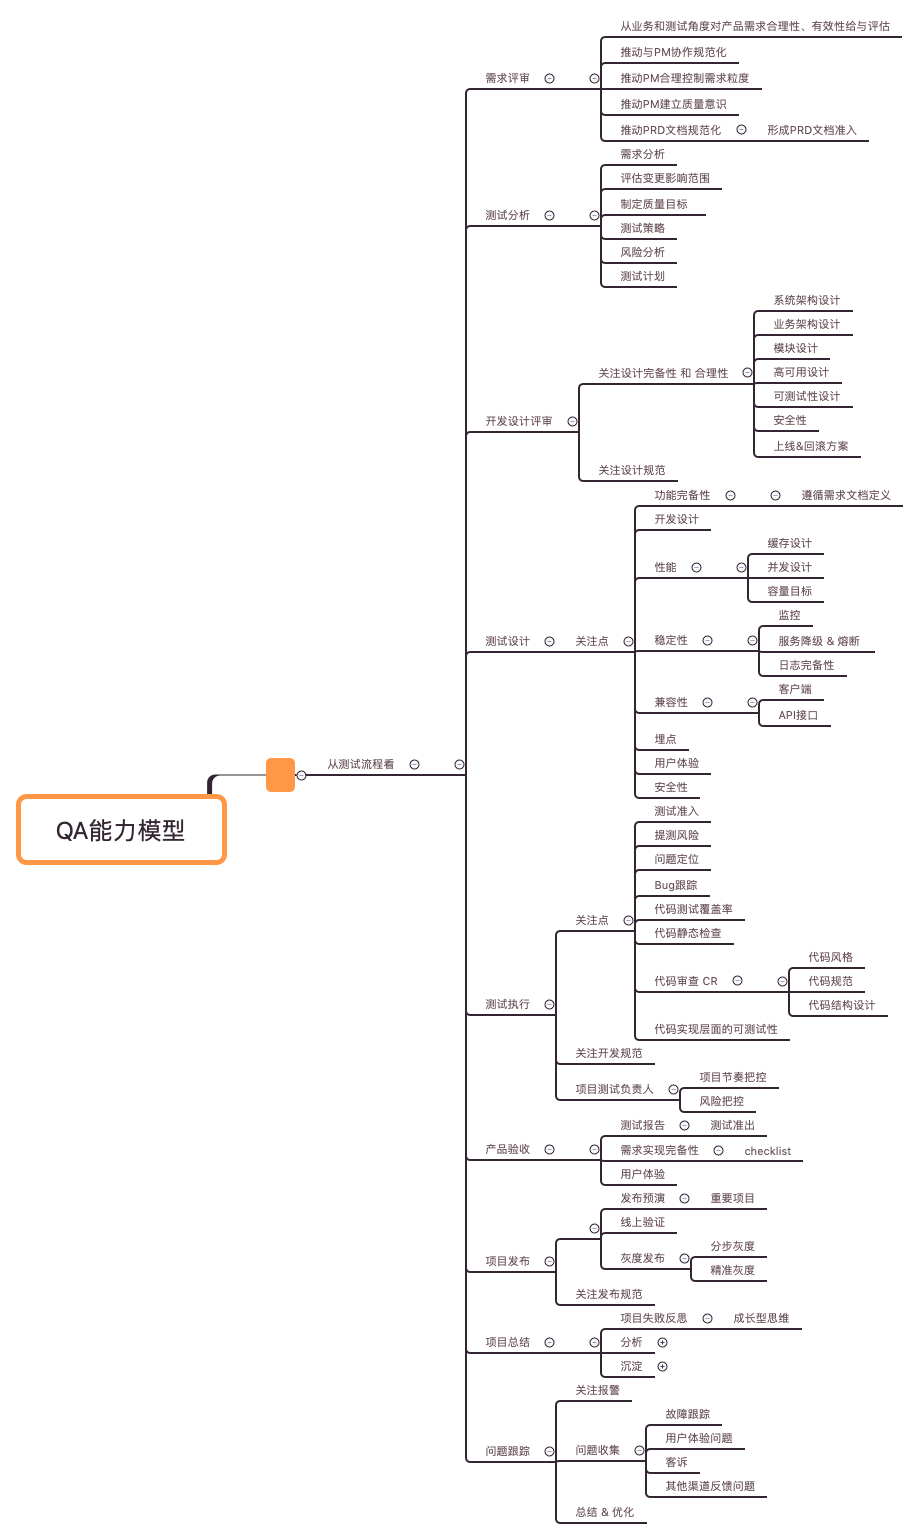 从业务和测试角度对产品需求合理性、有效性给与评估
推动与PM协作规范化
需求评审
推动PM合理控制需求粒度
推动PM建立质量意识
推动PRD文档规范化
形成PRD文档准入
需求分析
评估变更影响范围
制定质量目标
测试分析
测试策略
风险分析
测试计划
系统架构设计
业务架构设计
模块设计
关注设计完备性 和 合理性
高可用设计
可测试性设计
安全性
开发设计评审
上线&回滚方案
关注设计规范
功能完备性
遵循需求文档定义
开发设计
缓存设计
性能
并发设计
容量目标
监控
测试设计
关注点
稳定性
服务降级 & 熔断
日志完备性
客户端
兼容性
API接口
埋点
用户体验
安全性
从测试流程看
QA能力模型
测试准入
提测风险
问题定位
Bug跟踪
代码测试覆盖率
关注点
代码静态检查
代码风格
代码审查 CR
代码规范
代码结构设计
测试执行
代码实现层面的可测试性
关注开发规范
项目节奏把控
项目测试负责人
风险把控
测试报告
测试准出
产品验收
需求实现完备性
checklist
用户体验
发布预演
重要项目
线上验证
分步灰度
项目发布
灰度发布
精准灰度
关注发布规范
项目失败反思
成长型思维
项目总结
分析
沉淀
关注报警
故障跟踪
用户体验问题
问题跟踪
问题收集
客诉
其他渠道反馈问题
总结 & 优化